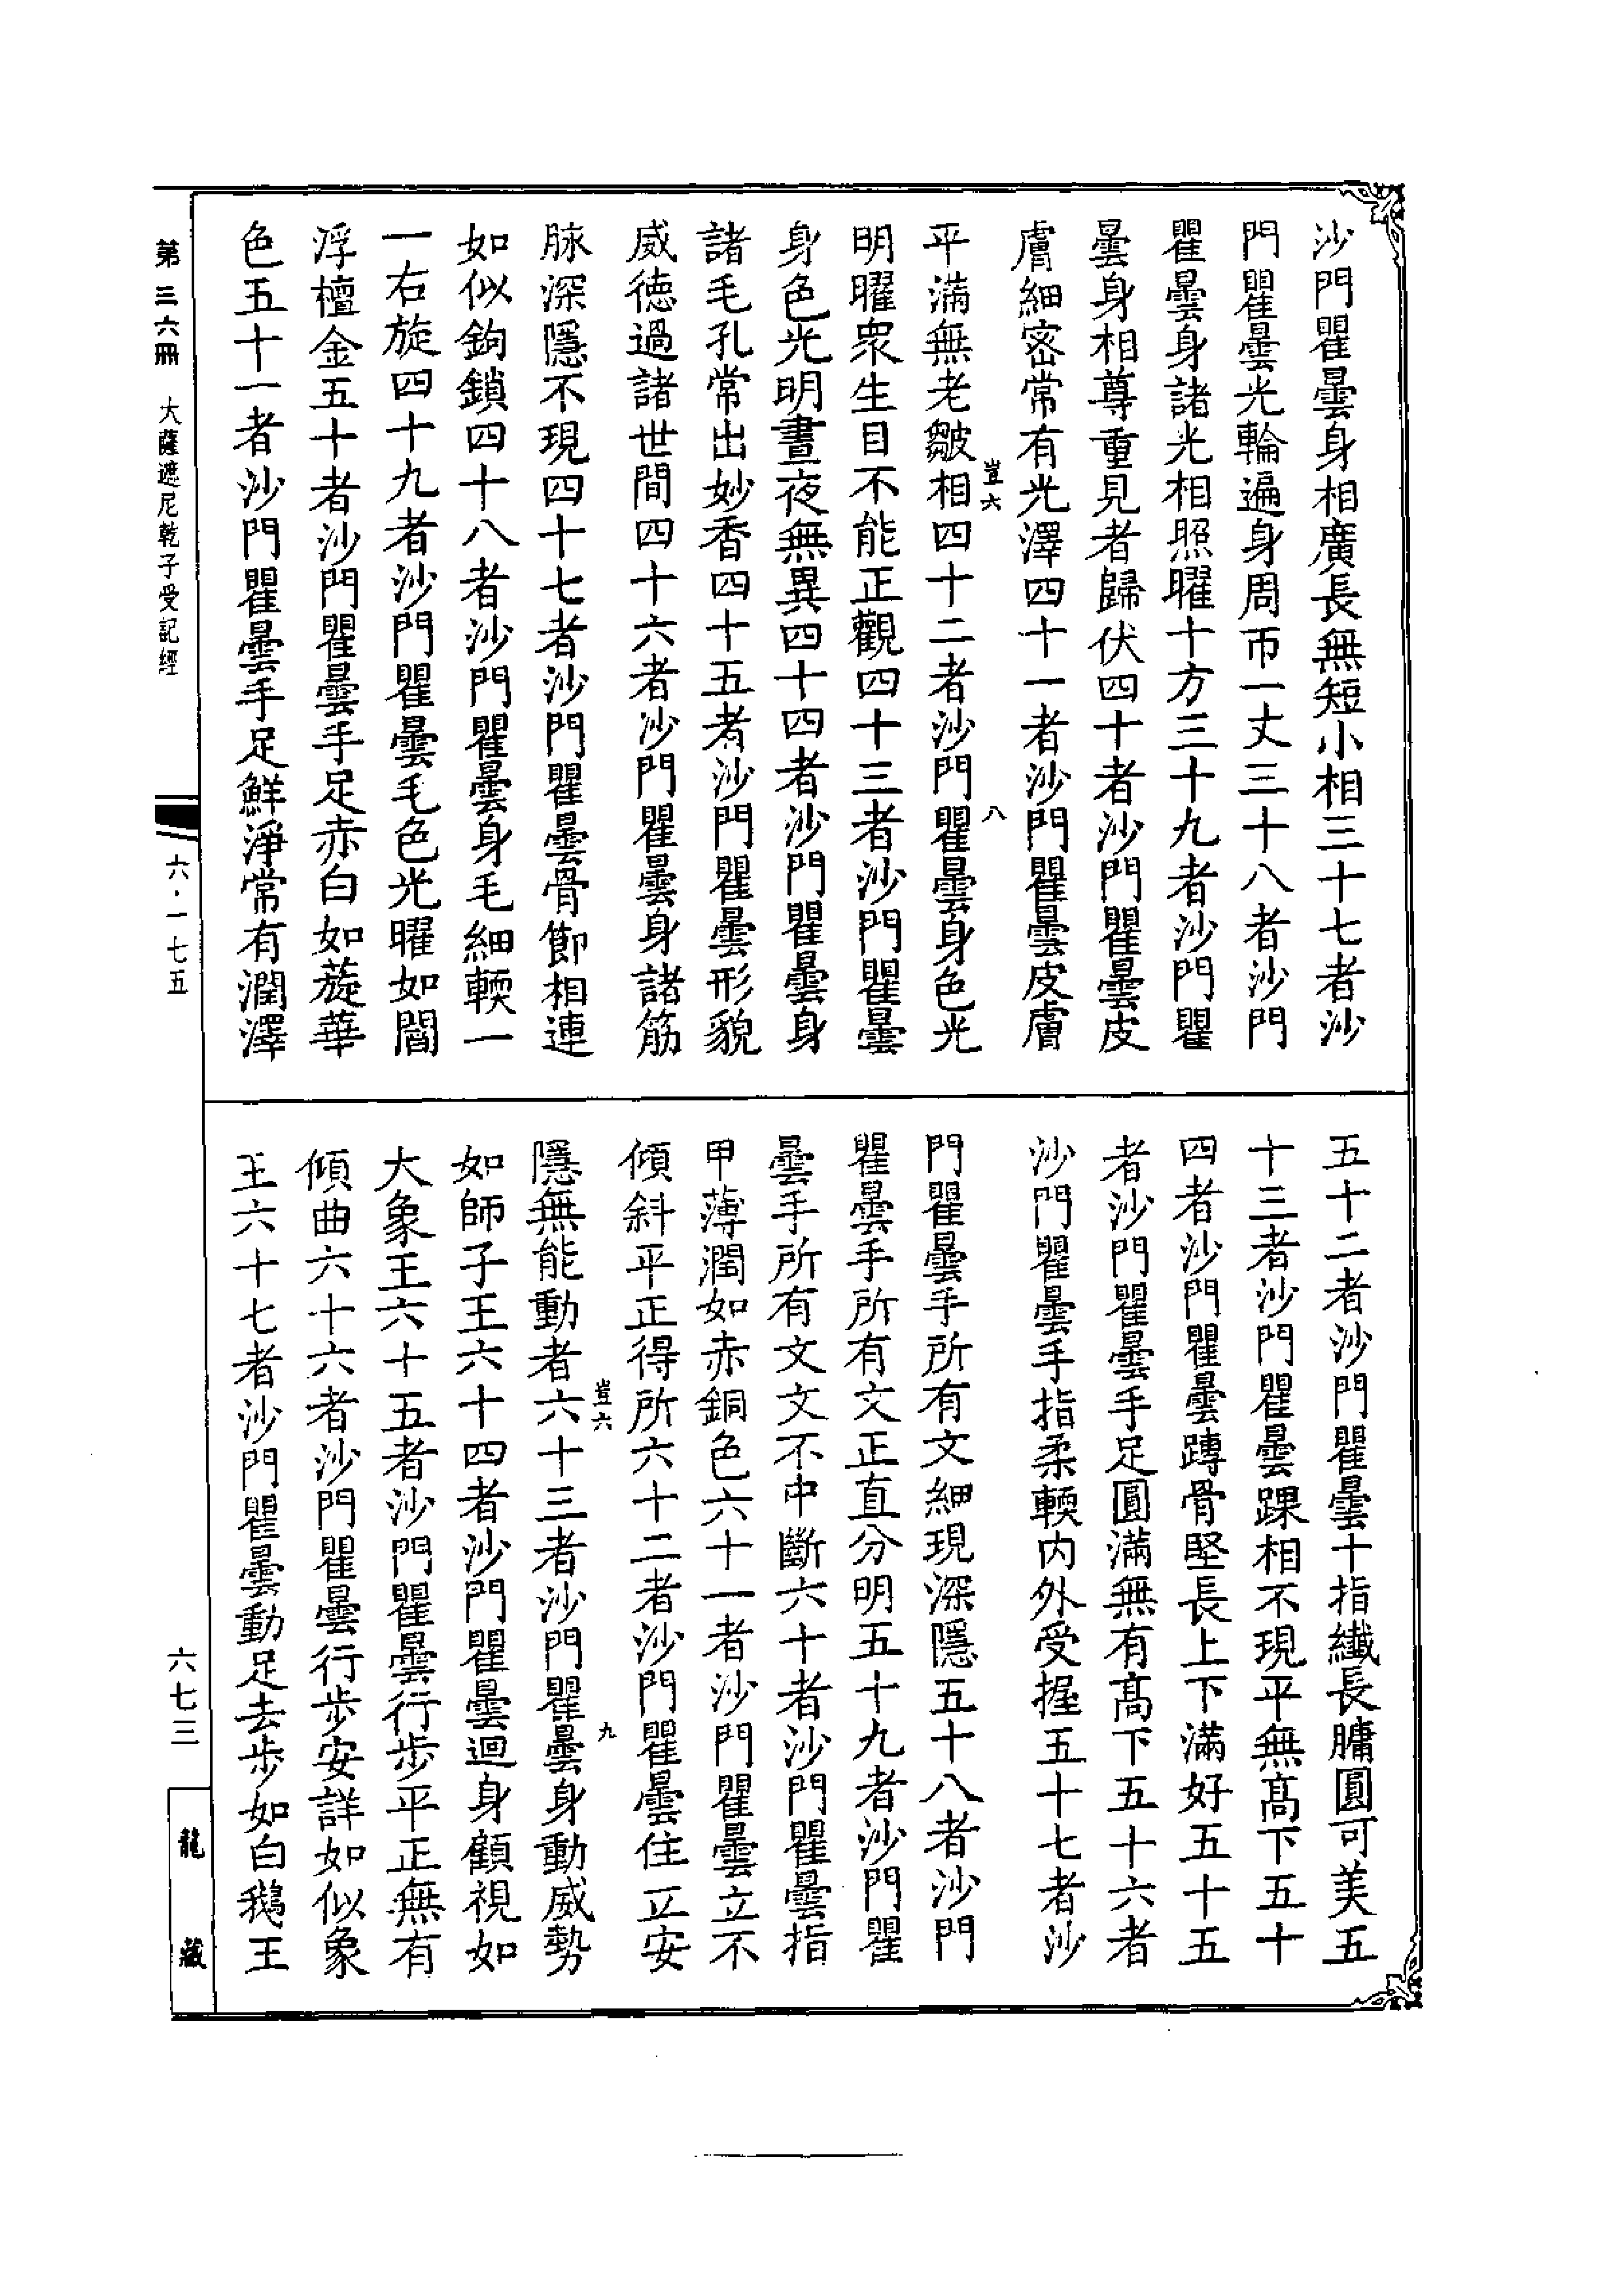 沙門瞿曇身相廣長無短小相三十七者沙
門瞿曇光輪遍身周帀一丈三十八者沙門
瞿曇身諸光相照曜十方三十九者沙門瞿
曇身相尊重見者歸伏四十者沙門瞿曇皮
膚細密常有光澤四十一者沙門瞿曇皮膚
豈六
八
平滿無老皺相四十二者沙門瞿曇身色光
明曜眾生目不能正觀四十三者沙門瞿曇
身色光明晝夜無異四十四者沙門瞿曇身
諸毛孔常出妙香四十五者沙門瞿曇形貌
威德過諸世間四十六者沙門瞿曇身諸筋
脉深隱不現四十七者沙門瞿曇骨節相連
如似鉤鎖四十八者沙門瞿曇身毛細輭一
一右旋四十九者沙門瞿曇毛色光曜如閻
浮檀金五十者沙門瞿曇手足赤白如蓮華
色五十一者沙門瞿曇手足鮮淨常有潤澤
五十二者沙門瞿曇十指纖長牗圓可美五
十三者沙門瞿曇踝相不現平無髙下五十
四者沙門瞿曇蹲骨堅長上下滿好五十五
者沙門瞿曇手足圓滿無有髙下五十六者
沙門瞿曇手指柔輭內外受握五十七者沙
門瞿曇手所有文細現深隱五十八者沙門
瞿曇手所有文正直分明五十九者沙門瞿
曇手所有文文不中斷六十者沙門瞿曇指
甲薄潤如赤銅色六十一者沙門瞿曇立不
傾斜平正得所六十二者沙門瞿曇住立安
豈六
九
隱無能動者六十三者沙門瞿曇身動威勢
如師子王六十四者沙門瞿曇迴身顧視如
大象王六十五者沙門瞿曇行步平正無有
傾曲六十六者沙門瞿曇行步安詳如似象
王六十七者沙門瞿曇動足去步如白鵝王
第三六冊 大薩遮尼乾子受記經
六·一七五
六七三
龍藏